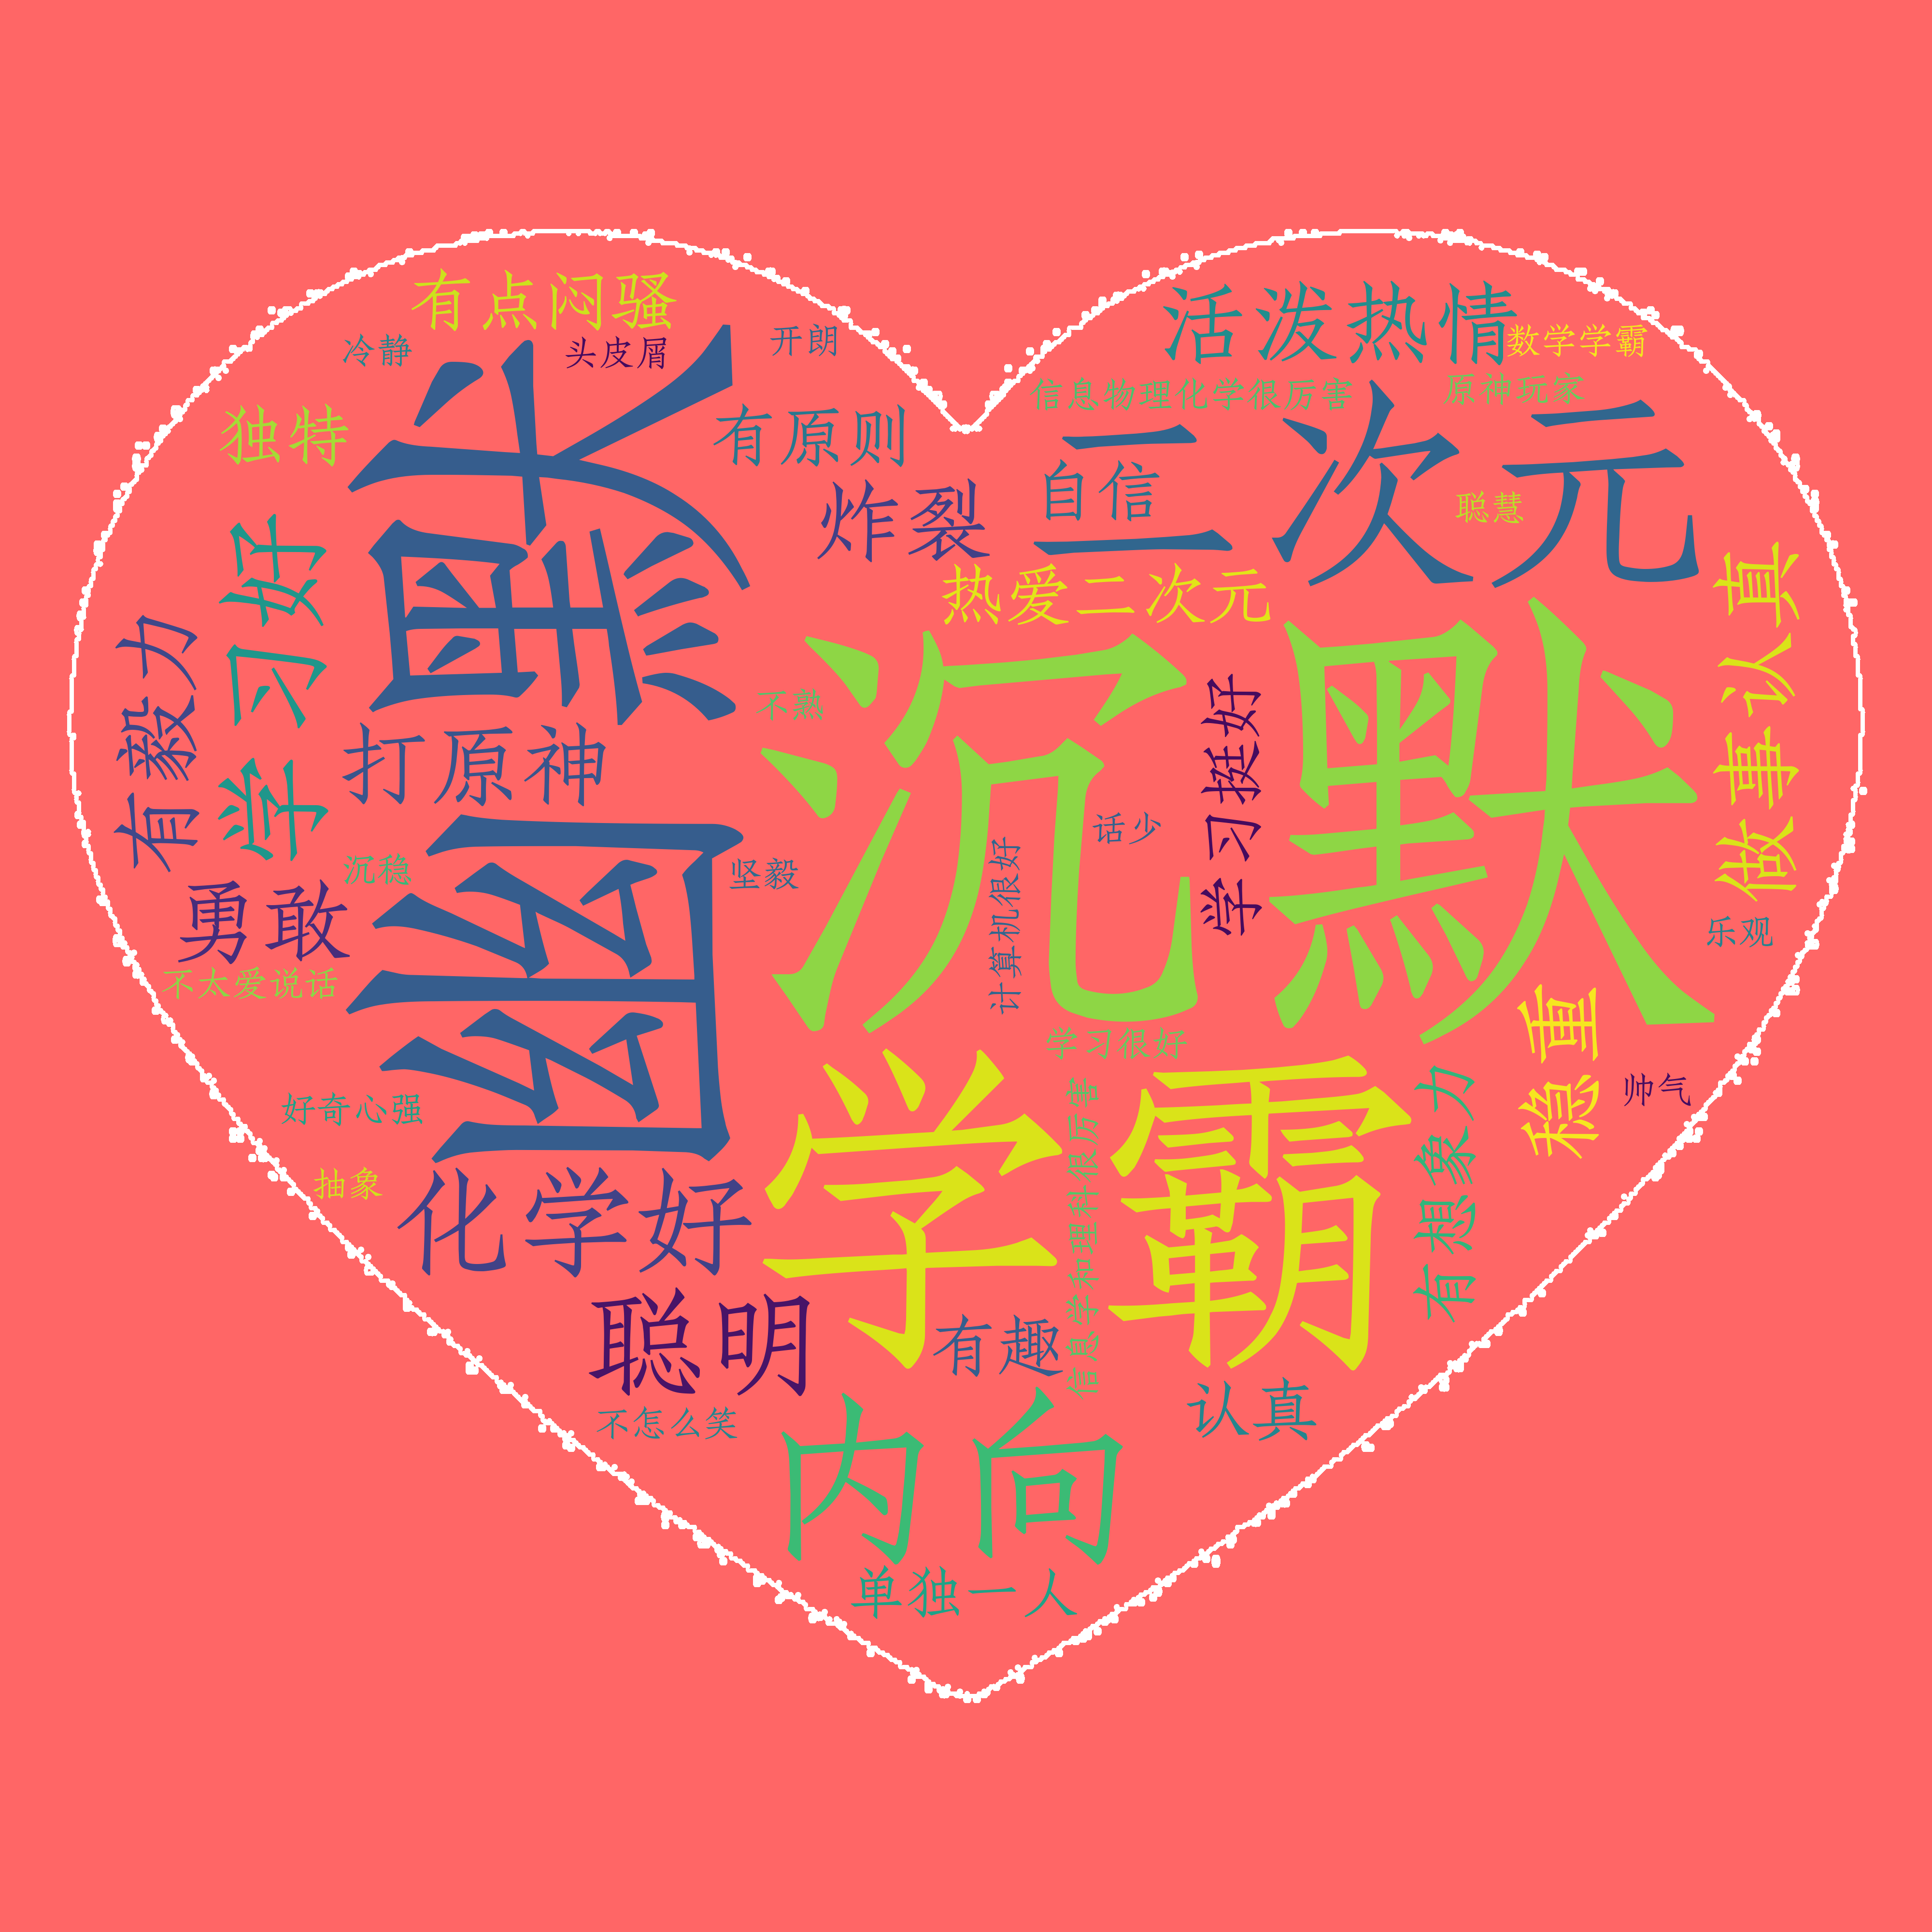 有点闷骚
活泼热情
冷静
头皮屑
开朗
数学学霸
信息物理化学很厉害
原神玩家
独特
有原则
二次元
自信
聪慧
炸裂
学习好
热爱二次元
做事认真
有毅力
幽默
沉默
不熟
学习挺好
打原神
话少
计算机很好
沉稳
坚毅
勇敢
乐观
不太爱说话
稳重
学习很好
学霸
帅气
好奇心强
信息学和理科很厉害
有想象力
抽象
化学好
聪明
有趣
认真
不怎么笑
内向
单独一人